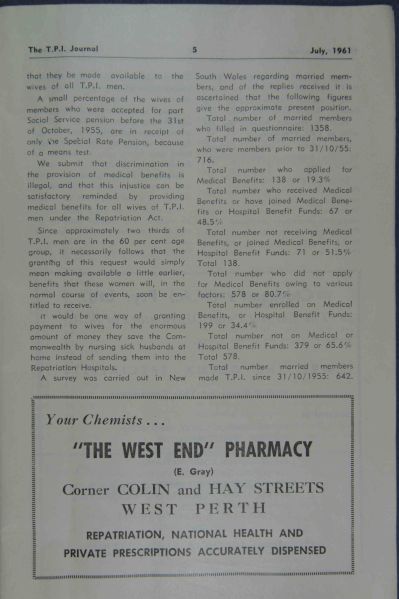 The T.P.I. Journal 5 July, 1961
that they be made available to the
wives of all T.P.I. men.
A small percentage of the wives of
members who were accepted for part
Social Service pension before the 31st
of October, 1955, are in receipt of
only the Special Rate Pension, because
of a means test.
We submit that discrimination in
the provision of medical benefits is
illegal, and that this injustice can be
satisfactory reminded by providing
medical benefits for all wives of T.P.I.
men under the Repatriation Act.
Since approximately two thirds of
T.P.I. men are in the 60 per cent age
group, it necessarily follows that the
granting of this request would simply
mean making available a little earlier,
benefits that these women will, in the
normal course of events, soon be en-
titled to receive.
it would be one way of granting
payment to wives for the enormous
amount of money they save the Com-
monwealth by nursing sick husbands at
home instead of sending them into the
Repatriation Hospitals.
A survey was carried out in New
South Wales regarding married mem-
bers, and of the replies received it is
ascertained that the following figures
give the approximate present position.
Total number of married members
who filled in questionnaire: 1358.
Total number of married members,
who were members prior to 31/10/55:
716.
Total number who applied for
Medical Benefits: 138 or 19.3%
Total number who received Medical
Benefits or have joined Medical Bene-
fits or Hospital Benefit Funds: 67 or
48.5%
Total number not receiving Medical
Benefits, or joined Medical Benefits, or
Hospital Benefit Funds: 71 or 51.5%
Total 138.
Total number who did not apply
for Medical Benefits owing to various
factors: 578 or 80.7%
Total number enrolled on Medical
Benefits, or Hospital Benefit Funds:
199 or 34.4%
Total number not on Medical or
Hospital Benefit Funds: 379 or 65.6%
Total 578.
Total number married members
made T.P.I. since 31/10/1955: 642.
Your Chemists . . .
"THE WEST END" PHARMACY
(E. Gray)
Corner COLIN and HAY STREETS
WEST PERTH
REPATRIATION, NATIONAL HEALTH AND
PRIVATE PRESCRIPTIONS ACCURATELY DISPENSED